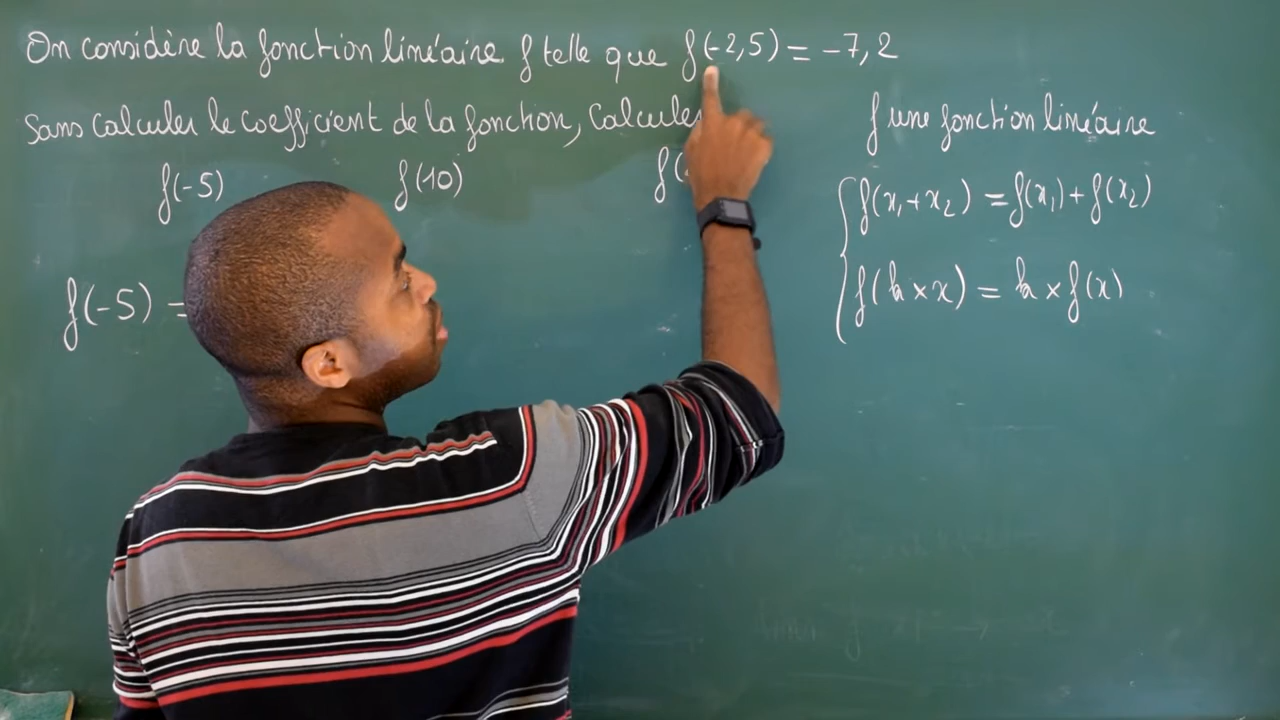 On considère la fonction linéaire f telle que f(-2,5) = -7,2
Sans calculer le coefficient de la fonction, Calculer
f(-5) f(10) f(
f(-5) =
f une fonction linéaire
f(x₁+x₂) = f(x₁)+f(x₂)
f(k×x) = k×f(x)